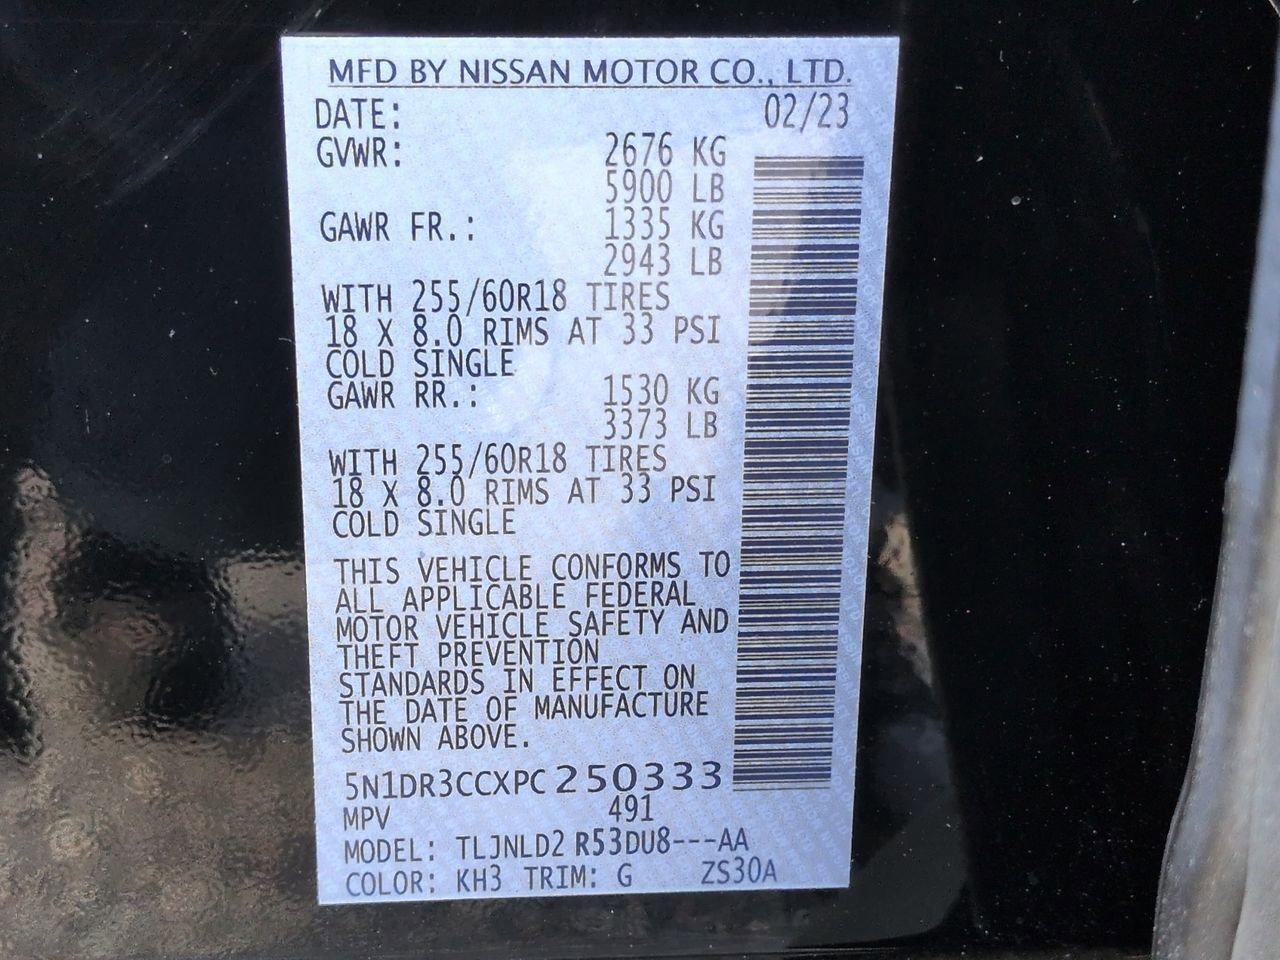 MFD BY NISSAN MOTOR CO., LTD.
DATE: 02/23
GVWR: 2676 KG
5900 LB
GAWR FR.: 1335 KG
2943 LB
WITH 255/60R18 TIRES
18 X 8.0 RIMS AT 33 PSI
COLD SINGLE
GAWR RR.: 1530 KG
3373 LB
WITH 255/60R18 TIRES
18 X 8.0 RIMS AT 33 PSI
COLD SINGLE
THIS VEHICLE CONFORMS TO
ALL APPLICABLE FEDERAL
MOTOR VEHICLE SAFETY AND
THEFT PREVENTION
STANDARDS IN EFFECT ON
THE DATE OF MANUFACTURE
SHOWN ABOVE.
5N1DR3CCXPC250333
MPV 491
MODEL: TLJNLD2 R53DU8---AA
COLOR: KH3 TRIM: G ZS30A